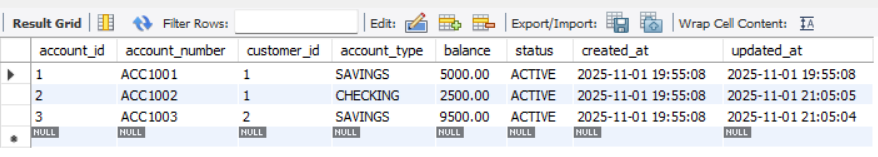 Result Grid Filter Rows: Edit: Export/Import: Wrap Cell Content: IA
account_id account_number customer_id account_type balance status created_at updated_at
1 ACC1001 1 SAVINGS 5000.00 ACTIVE 2025-11-01 19:55:08 2025-11-01 19:55:08
2 ACC1002 1 CHECKING 2500.00 ACTIVE 2025-11-01 19:55:08 2025-11-01 21:05:05
3 ACC1003 2 SAVINGS 9500.00 ACTIVE 2025-11-01 19:55:08 2025-11-01 21:05:04
NULL NULL NULL NULL NULL NULL NULL NULL